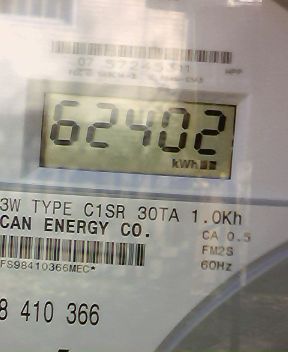 62402
kWh
3W TYPE C1SR 30TA 1.0Kh
CAN ENERGY CO.
CA 0.5
FM2S
60Hz
FS98410366MEC*
8 410 366